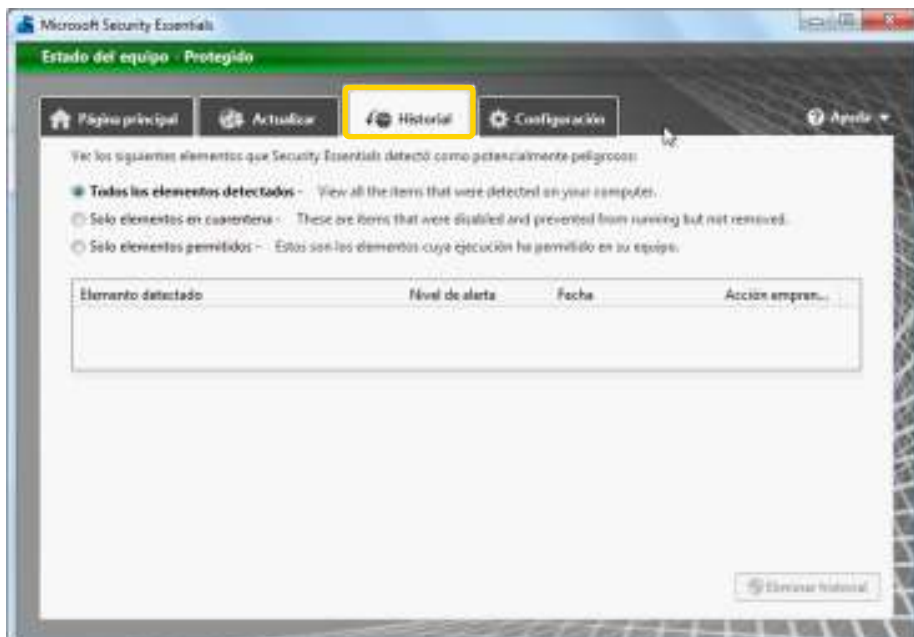 Microsoft Security Essentials
Estado del equipo - Protegido
Página principal
Actualizar
Historial
Configuración
Ayuda
Ver los siguientes elementos que Security Essentials detectó como potencialmente peligrosos:
Todos los elementos detectados - View all the items that were detected on your computer.
Solo elementos en cuarentena - These are items that were disabled and prevented from running but not removed.
Solo elementos permitidos - Estos son los elementos cuya ejecución ha permitido en su equipo.
Elemento detectado Nivel de alerta Fecha Acción empren...
Eliminar historial